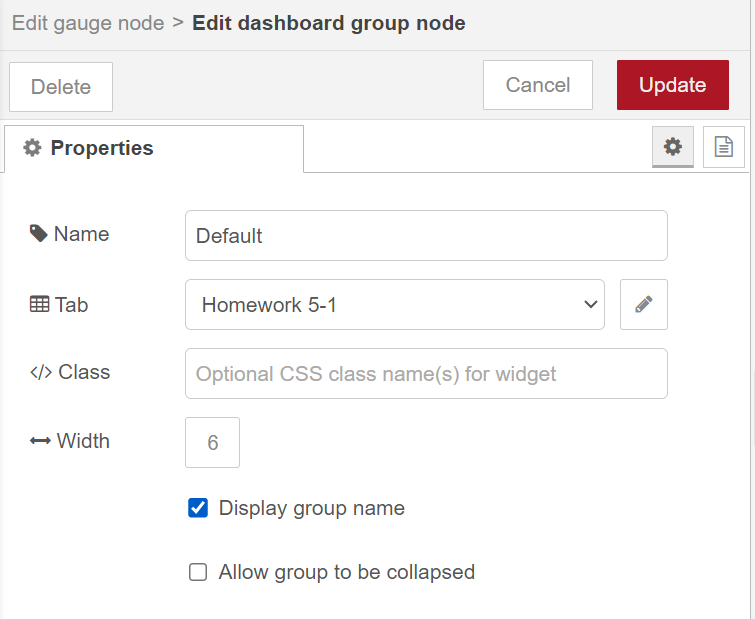 Edit gauge node > Edit dashboard group node
Delete
Cancel
Update
Properties
Name
Default
Tab
Homework 5-1
Class
Optional CSS class name(s) for widget
Width
6
Display group name
Allow group to be collapsed